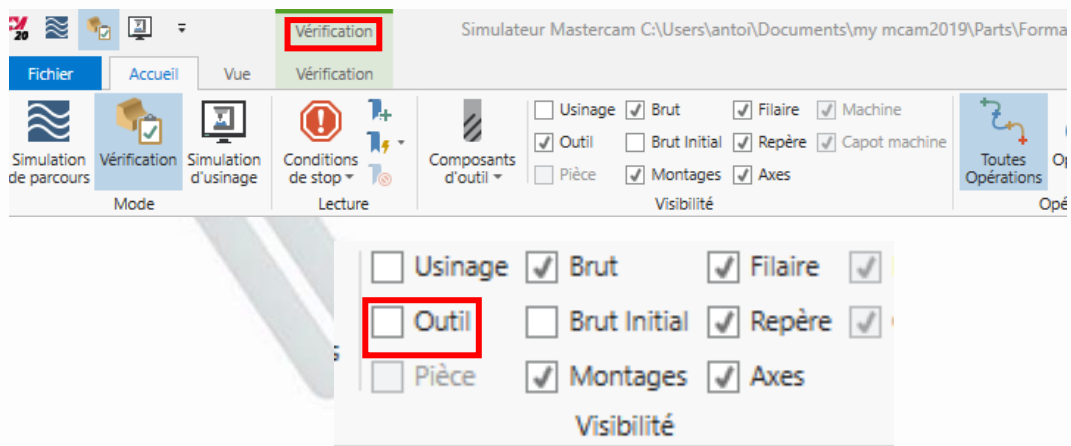 20
Vérification
Simulateur Mastercam C:\Users\antoi\Documents\my mcam2019\Parts\Forma
Fichier Accueil Vue Vérification
Usinage Brut Filaire Machine
Outil Brut Initial Repère Capot machine
Pièce Montages Axes
Simulation de parcours
Vérification
Simulation d'usinage
Conditions de stop
Composants d'outil
Toutes Opérations
Mode Lecture Visibilité
Usinage Brut Filaire
Outil Brut Initial Repère
Pièce Montages Axes
Visibilité